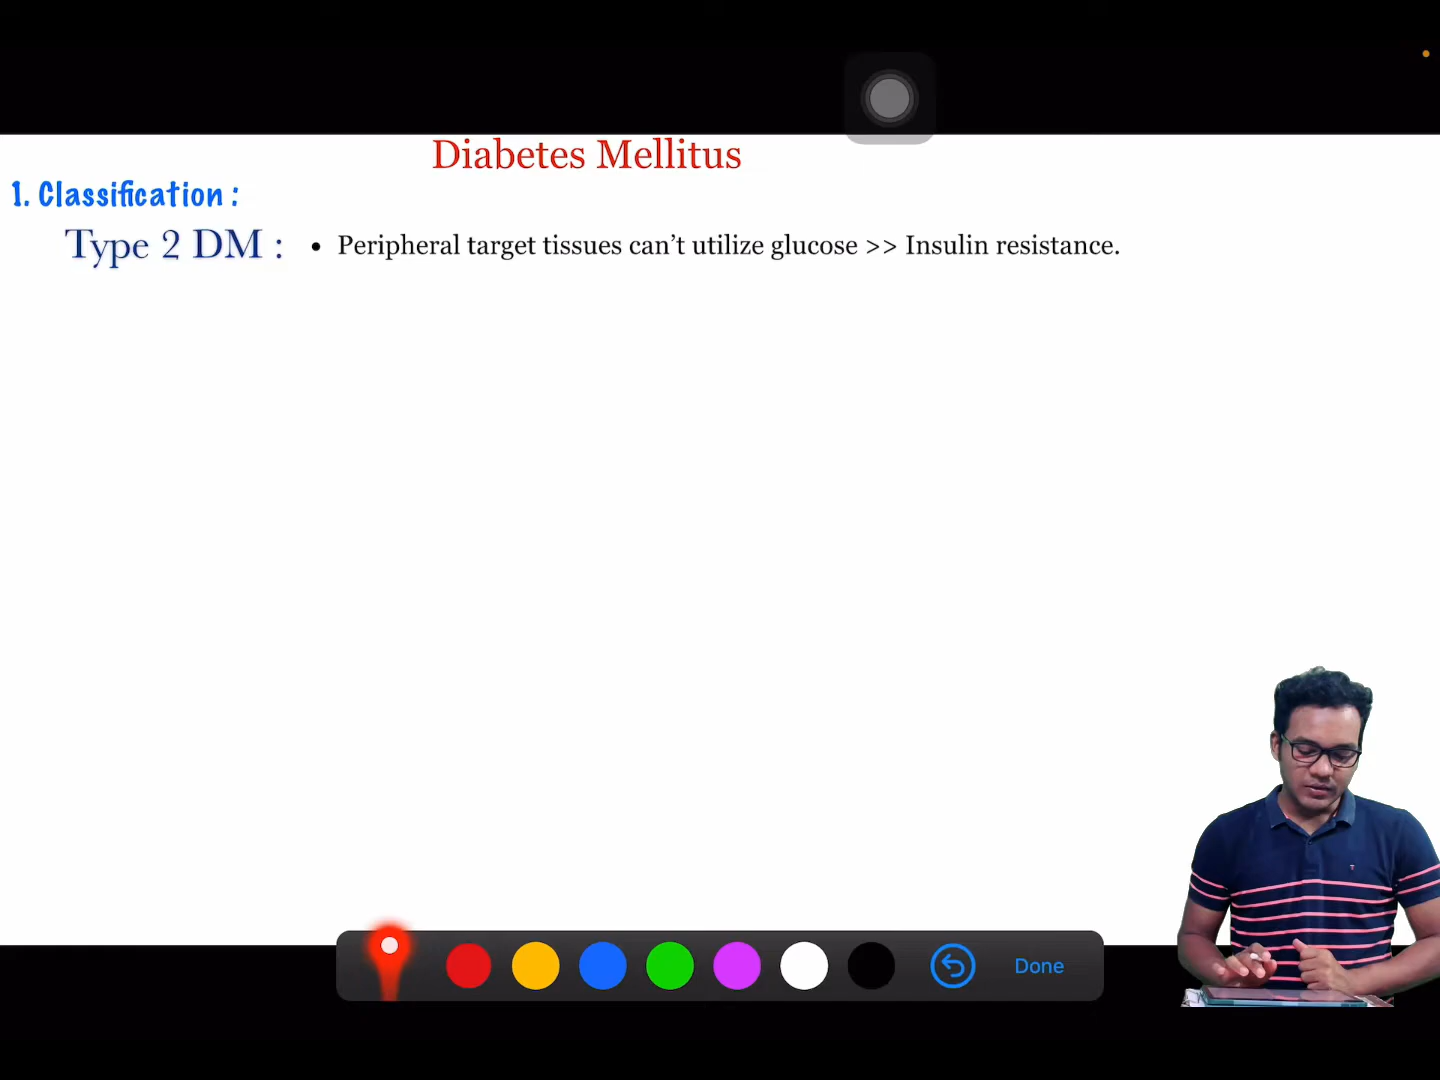 Diabetes Mellitus
1. Classification :
Type 2 DM : • Peripheral target tissues can’t utilize glucose >> Insulin resistance.
Done